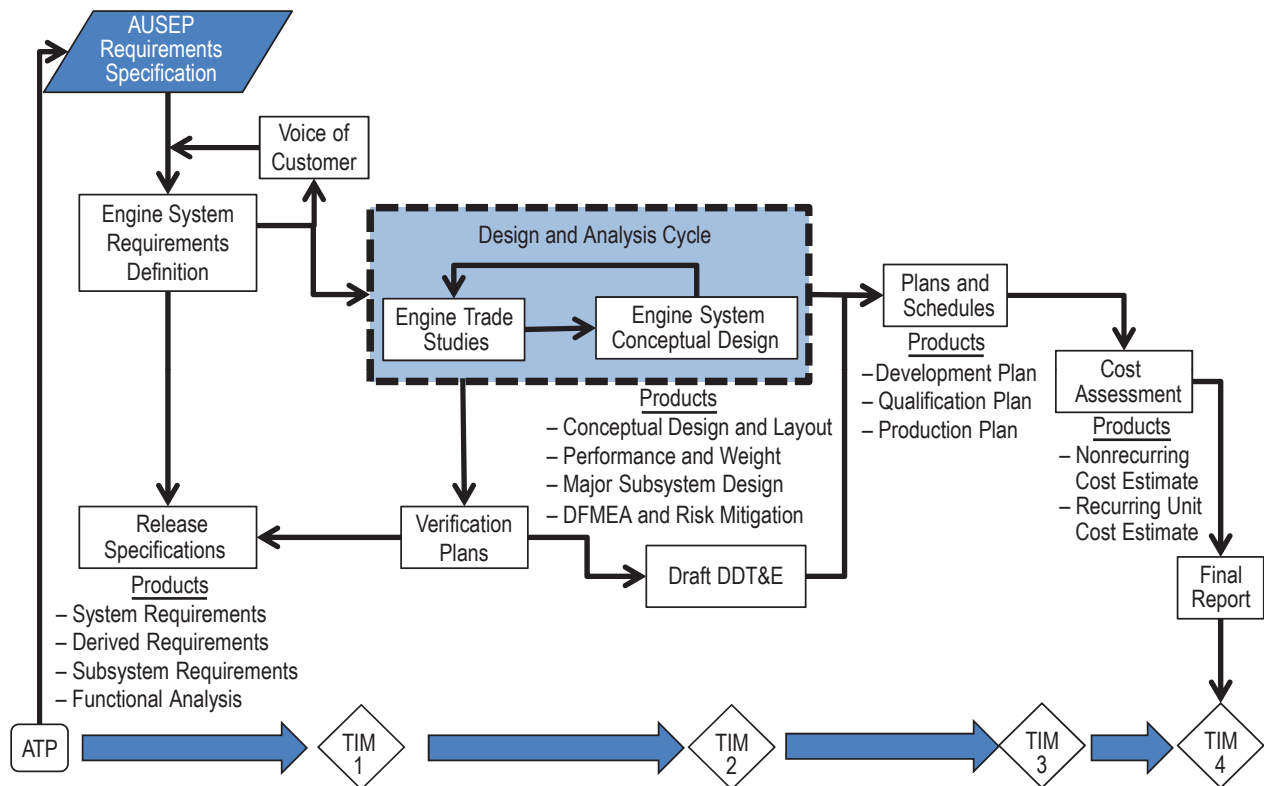 AUSEP
Requirements
Specification
Voice of
Customer
Engine System
Requirements
Definition
Design and Analysis Cycle
Engine Trade
Studies
Engine System
Conceptual Design
Plans and
Schedules
Products
– Development Plan
– Qualification Plan
– Production Plan
Cost
Assessment
Products
– Nonrecurring
Cost Estimate
– Recurring Unit
Cost Estimate
Products
– Conceptual Design and Layout
– Performance and Weight
– Major Subsystem Design
– DFMEA and Risk Mitigation
Release
Specifications
Verification
Plans
Draft DDT&E
Final
Report
Products
– System Requirements
– Derived Requirements
– Subsystem Requirements
– Functional Analysis
ATP
TIM
1
TIM
2
TIM
3
TIM
4